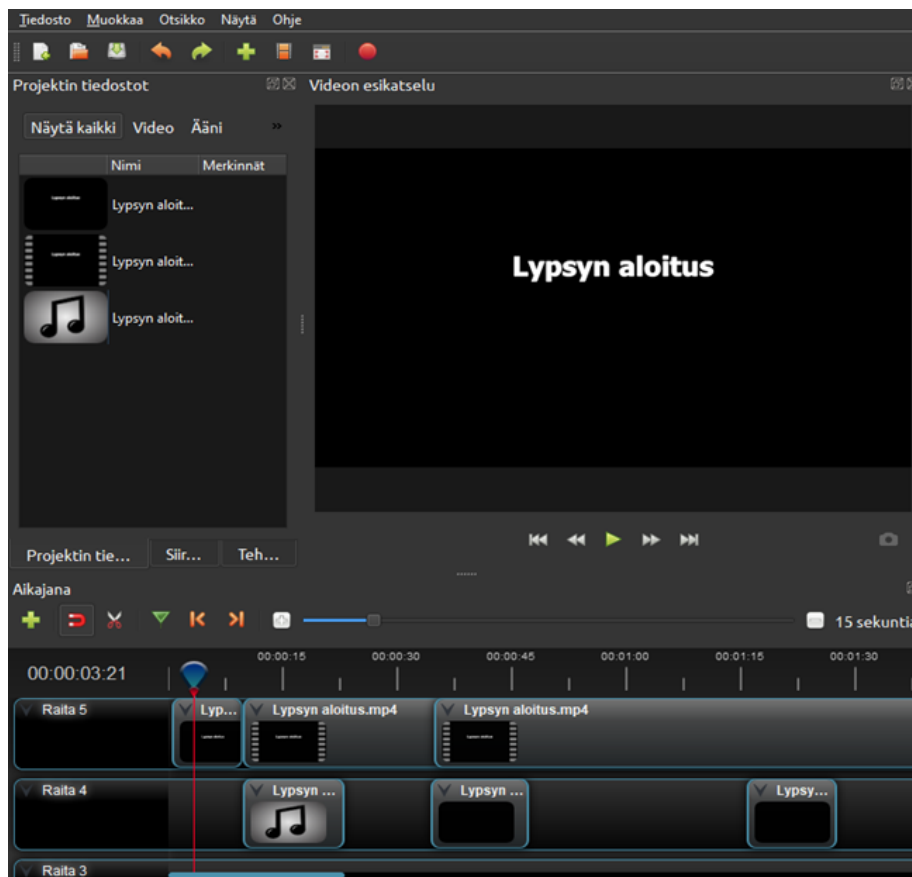 Tiedosto Muokkaa Otsikko Näytä Ohje
Projektin tiedostot
Videon esikatselu
Näytä kaikki Video Ääni »
Nimi Merkinnät
Lypsyn aloit...
Lypsyn aloit...
Lypsyn aloit...
Lypsyn aloitus
Projektin tie... Siir... Teh...
Aikajana
15 sekuntia
00:00:03:21
00:00:15 00:00:30 00:00:45 00:01:00 00:01:15 00:01:30
Raita 5 Lyp... Lypsyn aloitus.mp4 Lypsyn aloitus.mp4
Raita 4 Lypsyn ... Lypsyn ... Lypsy...
Raita 3